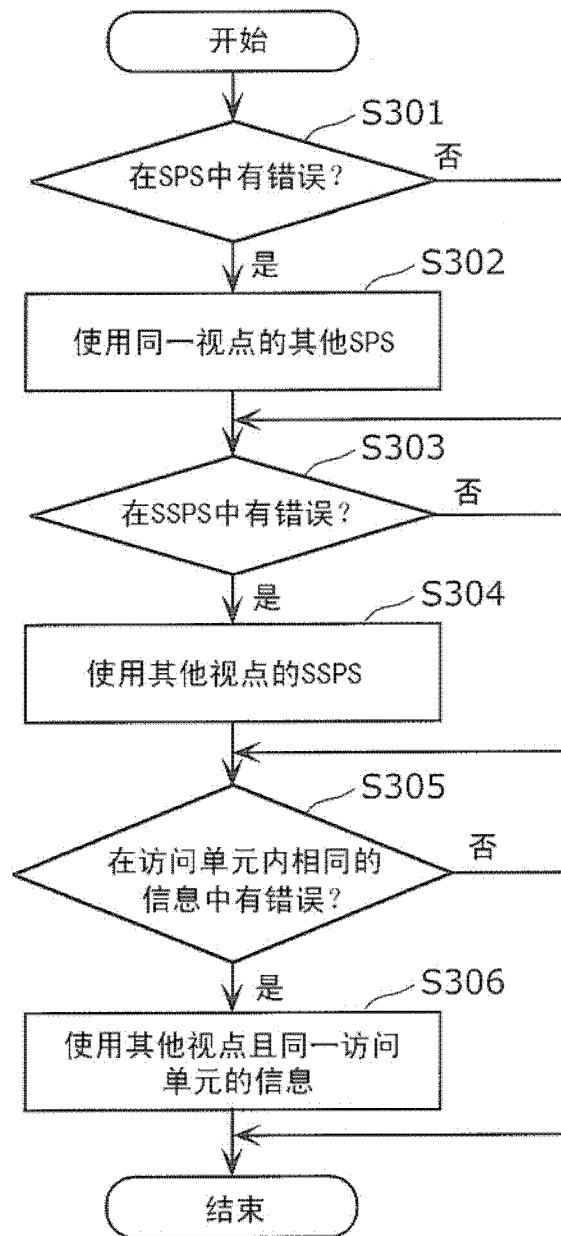 开始
S301
在SPS中有错误?
否
是
S302
使用同一视点的其他SPS
S303
在SSPS中有错误?
否
是
S304
使用其他视点的SSPS
S305
在访问单元内相同的
信息中有错误?
否
是
S306
使用其他视点且同一访问
单元的信息
结束